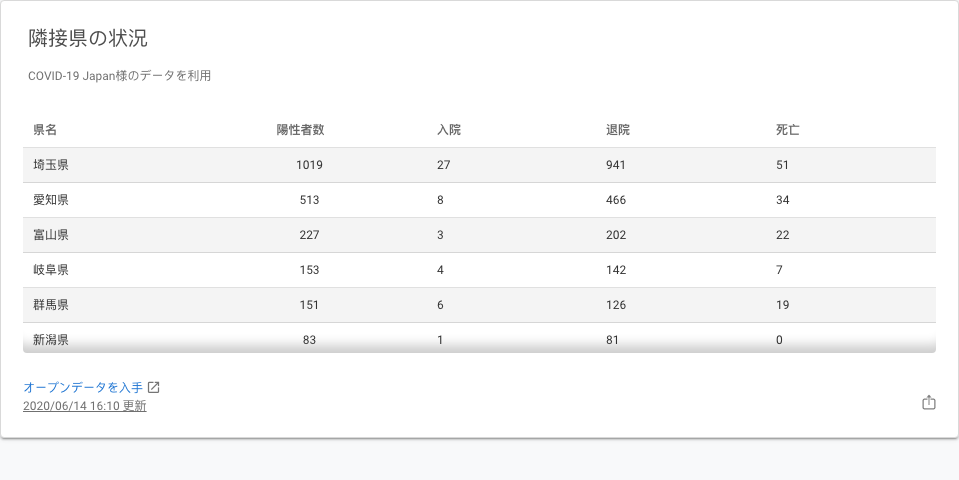 隣接県の状況
COVID-19 Japan様のデータを利用
県名 陽性者数 入院 退院 死亡
埼玉県 1019 27 941 51
愛知県 513 8 466 34
富山県 227 3 202 22
岐阜県 153 4 142 7
群馬県 151 6 126 19
新潟県 83 1 81 0
オープンデータを入手
2020/06/14 16:10 更新